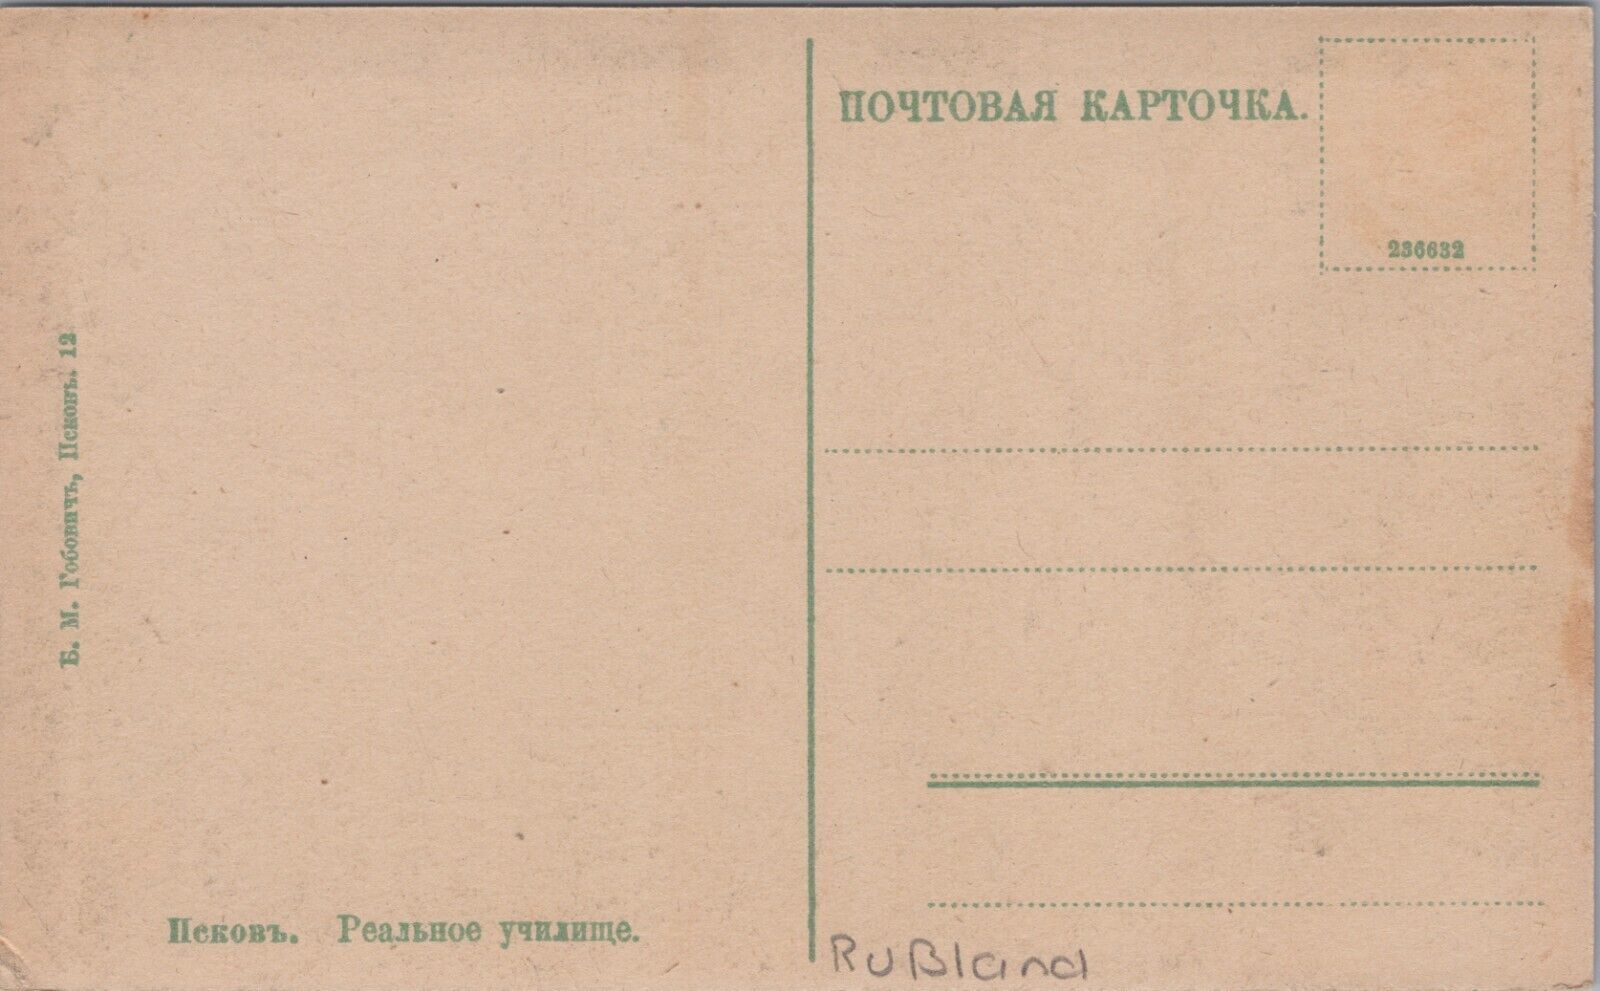 ПОЧТОВАЯ КАРТОЧКА.
236632
Б. М. Гобовичъ, Псковъ. 12
Псковъ. Реальное училище.
Rußland